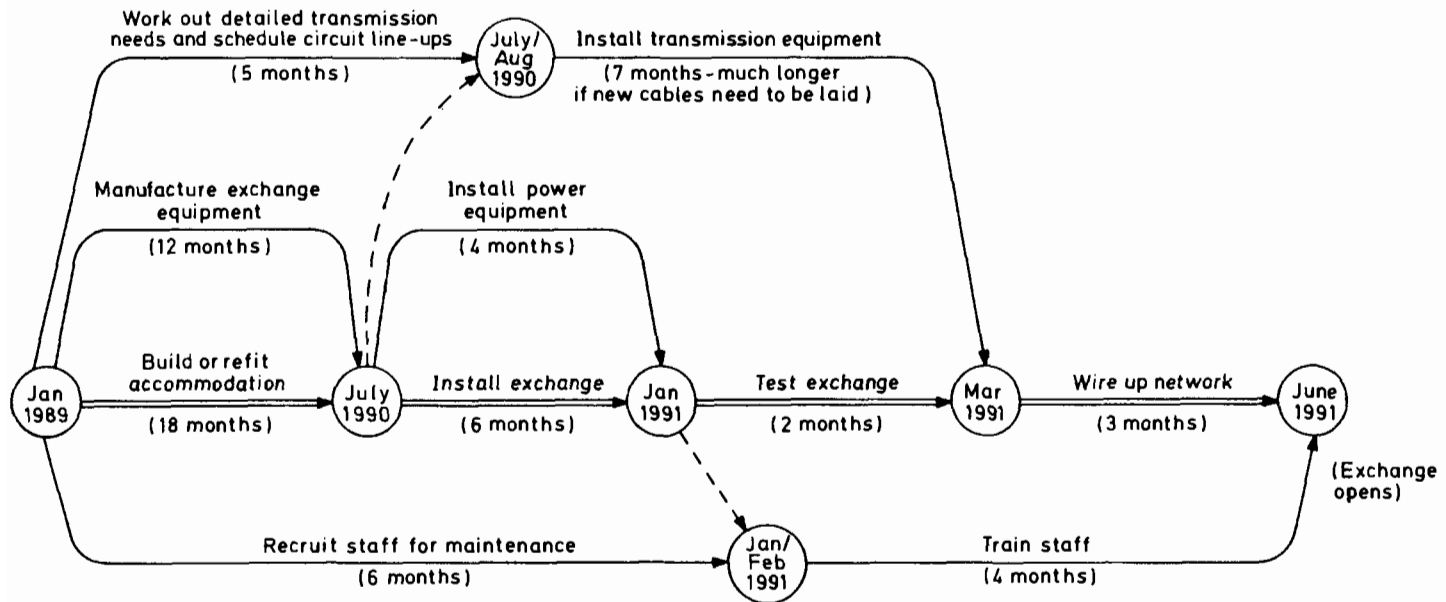 Work out detailed transmission
needs and schedule circuit line-ups
(5 months)
July/
Aug
1990
Install transmission equipment
(7 months-much longer
if new cables need to be laid)
Manufacture exchange
equipment
(12 months)
Install power
equipment
(4 months)
Jan
1989
Build or refit
accommodation
(18 months)
July
1990
Install exchange
(6 months)
Jan
1991
Test exchange
(2 months)
Mar
1991
Wire up network
(3 months)
June
1991
(Exchange
opens)
Recruit staff for maintenance
(6 months)
Jan/
Feb
1991
Train staff
(4 months)